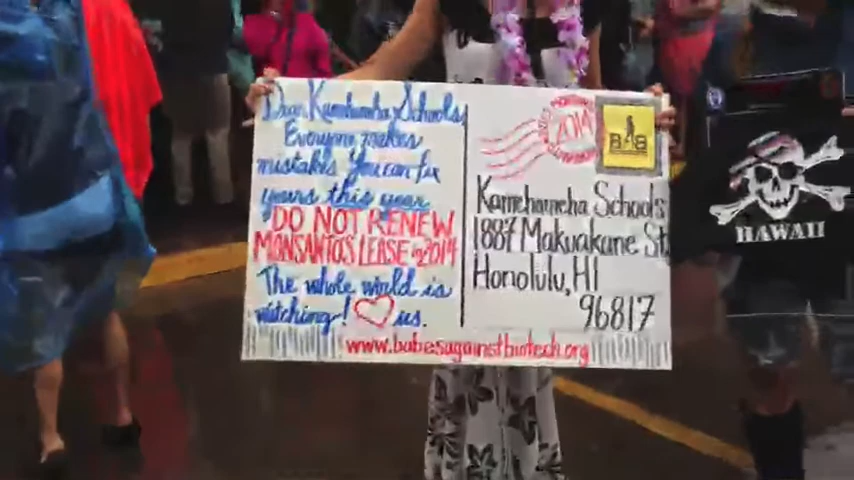 Dear Kamehameha Schools,
Everyone makes
mistakes. You can fix
yours this year.
DO NOT RENEW
MONSANTO'S LEASE in 2014
The whole world is
watching! us.
2014
BAB
Kamehameha Schools
1887 Makuakane St.
Honolulu, HI
96817
www.babesagainstbiotech.org
HAWAII